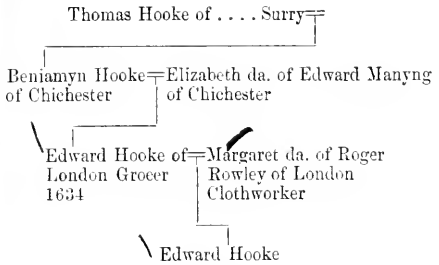 Thomas Hooke of .... Surry
Beniamyn Hooke=Elizabeth da. of Edward Manyng
of Chichester of Chichester
Edward Hooke of=Margaret da. of Roger
London Grocer Rowley of London
1634 Clothworker
Edward Hooke